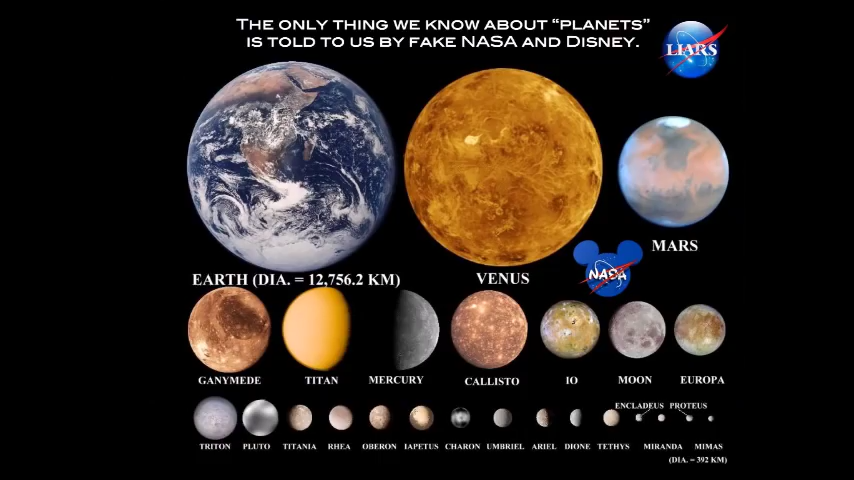 THE ONLY THING WE KNOW ABOUT “PLANETS”
IS TOLD TO US BY FAKE NASA AND DISNEY.
LIARS
MARS
EARTH (DIA. = 12,756.2 KM)
VENUS
NASA
GANYMEDE TITAN MERCURY CALLISTO IO MOON EUROPA
ENCLADEUS PROTEUS
TRITON PLUTO TITANIA RHEA OBERON IAPETUS CHARON UMBRIEL ARIEL DIONE TETHYS MIRANDA MIMAS
(DIA. = 392 KM)